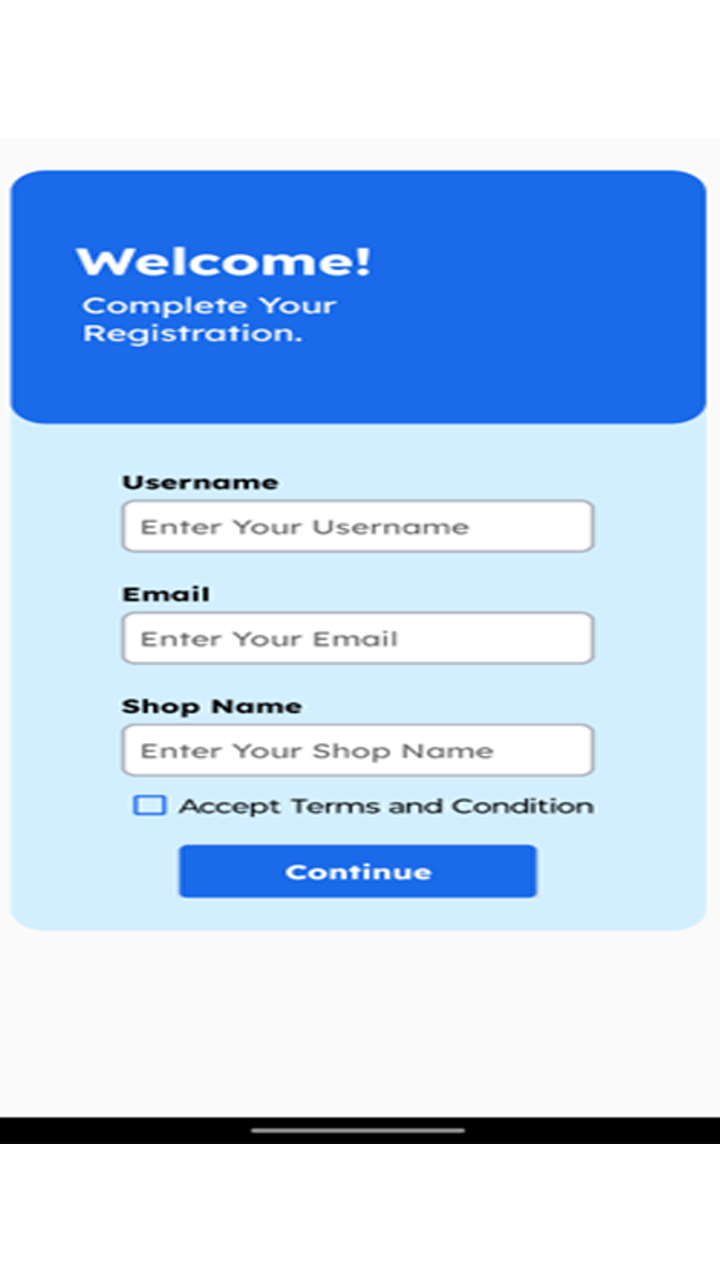 Welcome!
Complete Your
Registration.
Username
Enter Your Username
Email
Enter Your Email
Shop Name
Enter Your Shop Name
Accept Terms and Condition
Continue